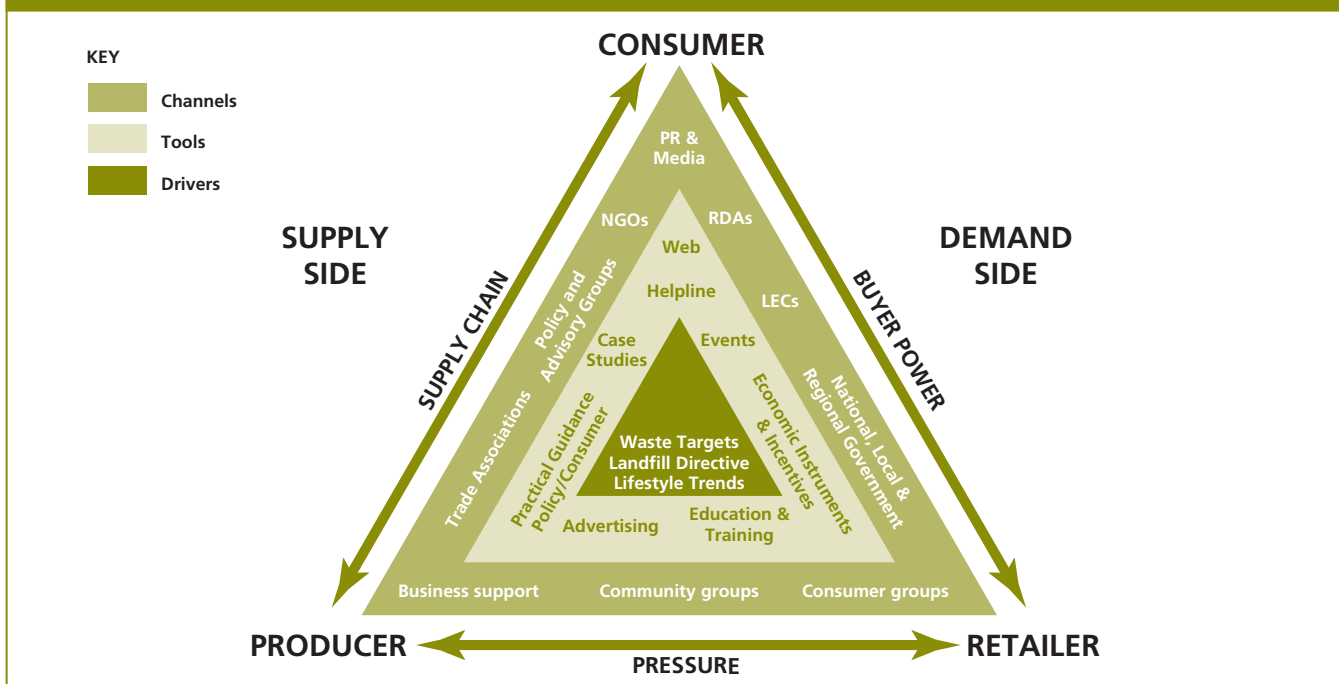 CONSUMER
KEY
Channels
Tools
Drivers
PR &
Media
NGOs
RDAs
SUPPLY
SIDE
DEMAND
SIDE
Web
Helpline
LECs
SUPPLY CHAIN
BUYER POWER
Policy and
Advisory Groups
Case
Studies
Events
Trade Associations
Practical Guidance
Policy/Consumer
Economic Instruments
& Incentives
National, Local &
Regional Government
Waste Targets
Landfill Directive
Lifestyle Trends
Advertising
Education &
Training
Business support
Community groups
Consumer groups
PRODUCER
RETAILER
PRESSURE